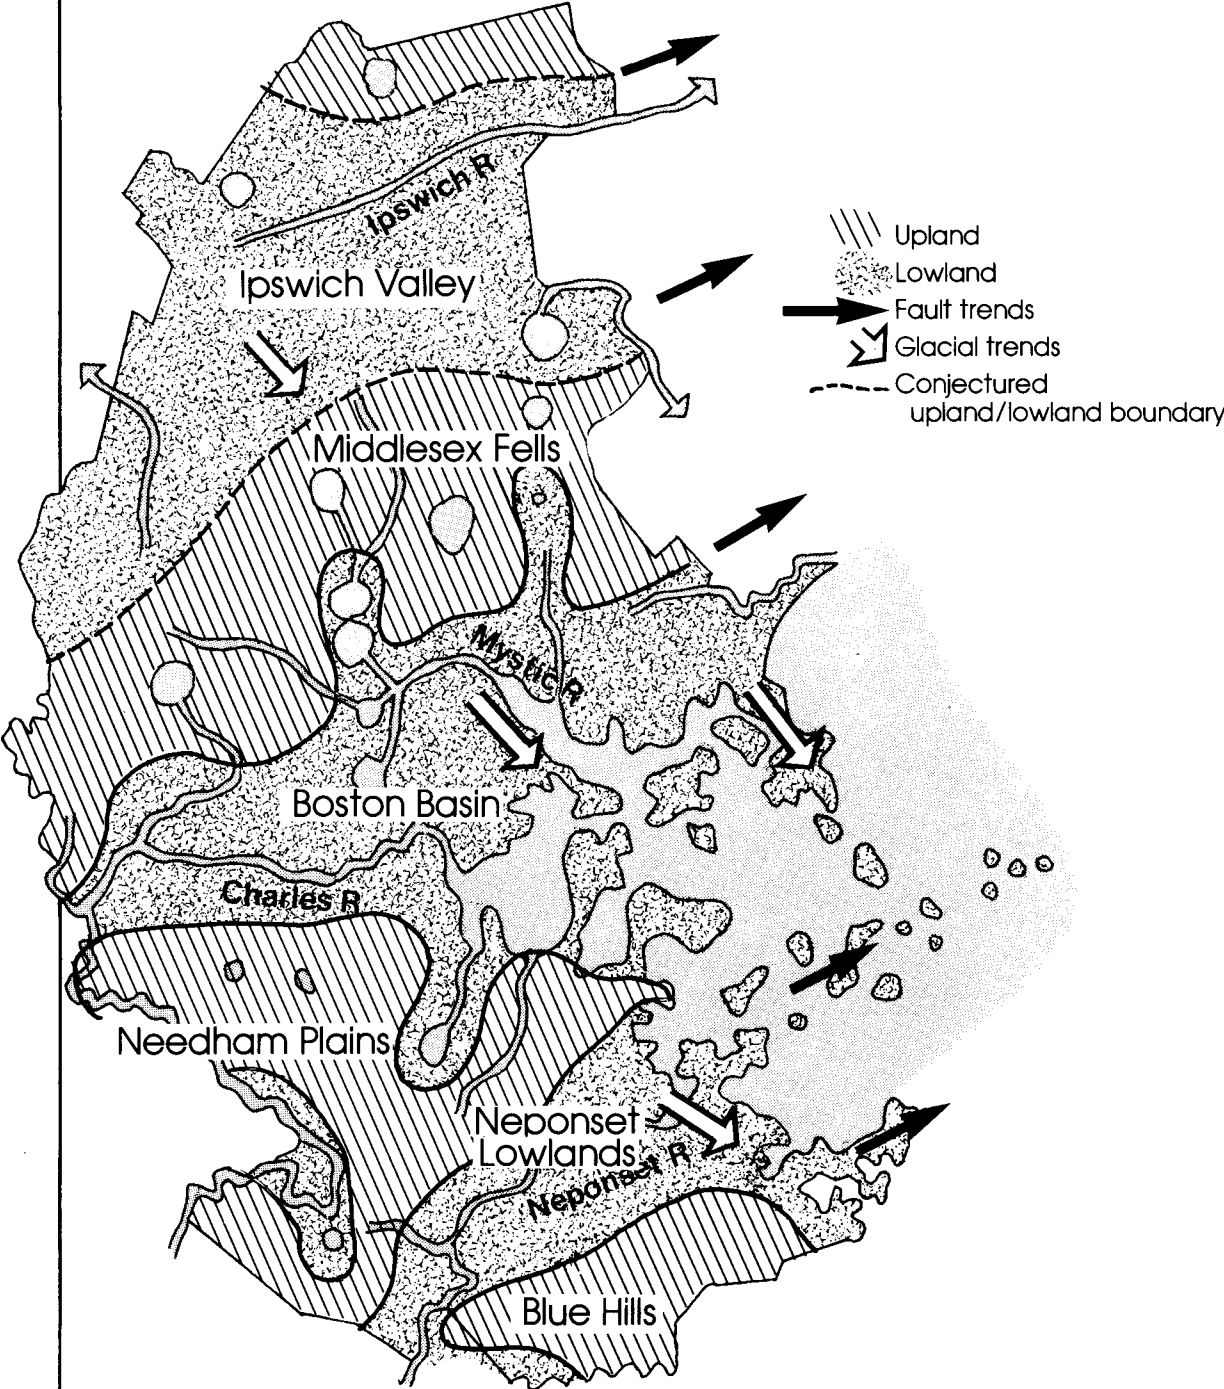 Ipswich R
Ipswich Valley
Upland
Lowland
Fault trends
Glacial trends
Conjectured
upland/lowland boundary
Middlesex Fells
Mystic R
Boston Basin
Charles R
Needham Plains
Neponset
Lowlands
Neponset R
Blue Hills